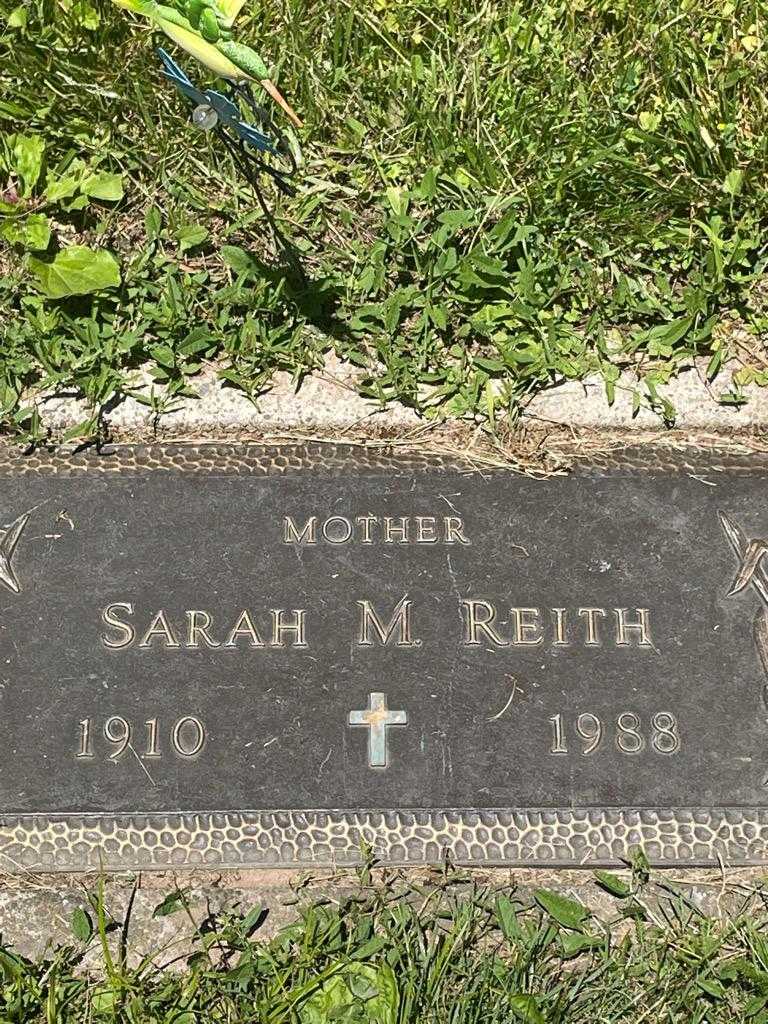 MOTHER
SARAH M. REITH
1910 1988